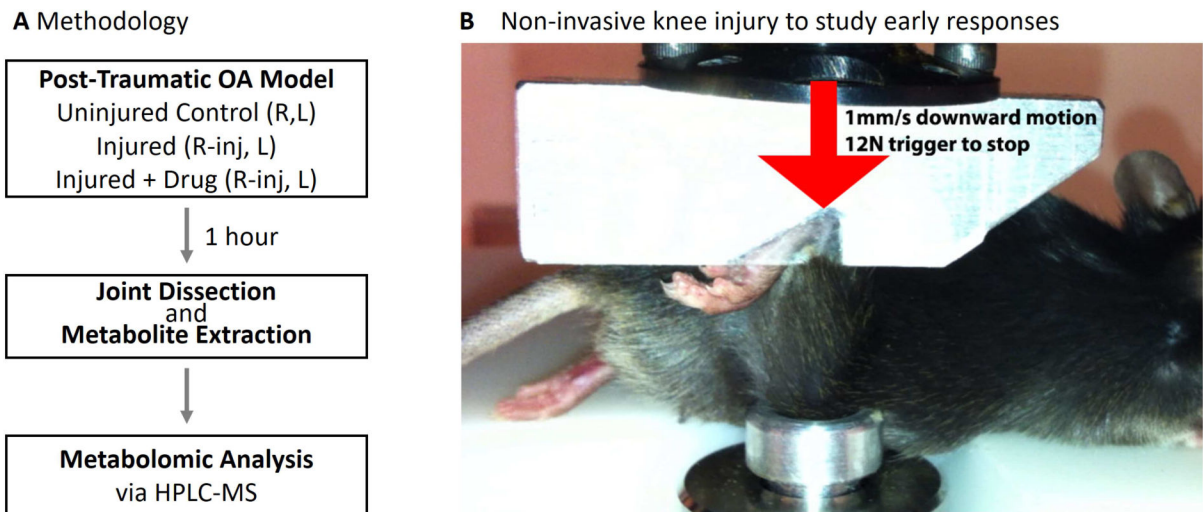 A Methodology
Post-Traumatic OA Model
Uninjured Control (R,L)
Injured (R-inj, L)
Injured + Drug (R-inj, L)
1 hour
Joint Dissection
and
Metabolite Extraction
Metabolomic Analysis
via HPLC-MS
B Non-invasive knee injury to study early responses
1mm/s downward motion
12N trigger to stop